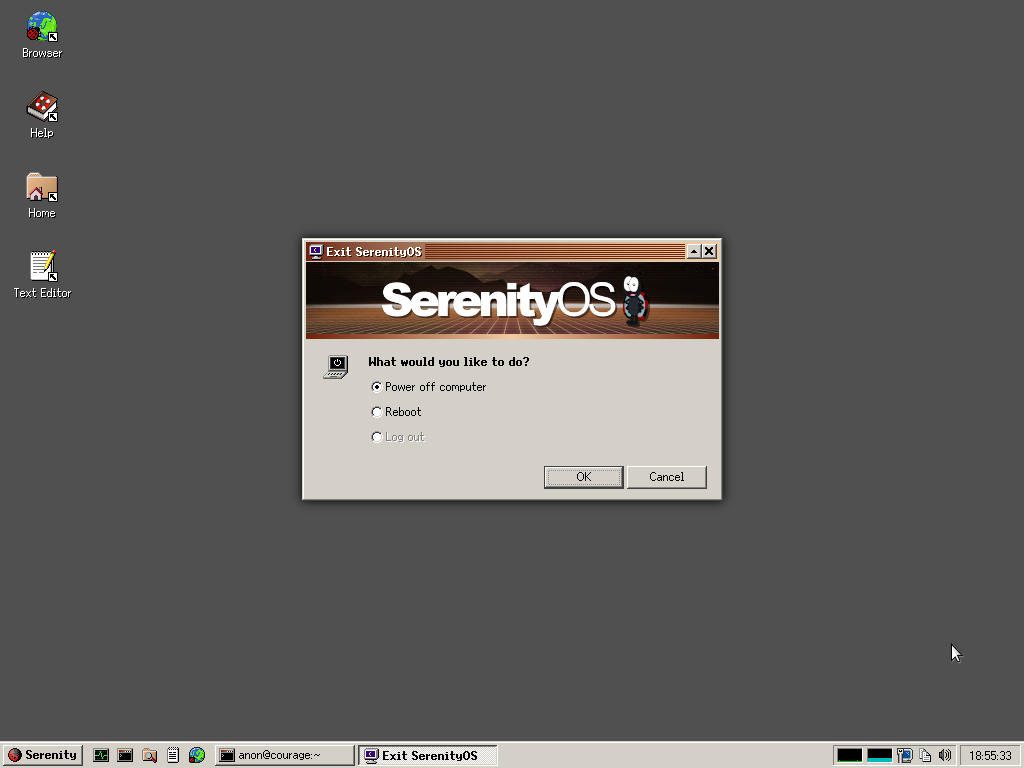 Browser
Help
Home
Text Editor
Exit SerenityOS
SerenityOS
What would you like to do?
Power off computer
Reboot
Log out
OK
Cancel
Serenity
anon@courage:~
Exit SerenityOS
18:55:33